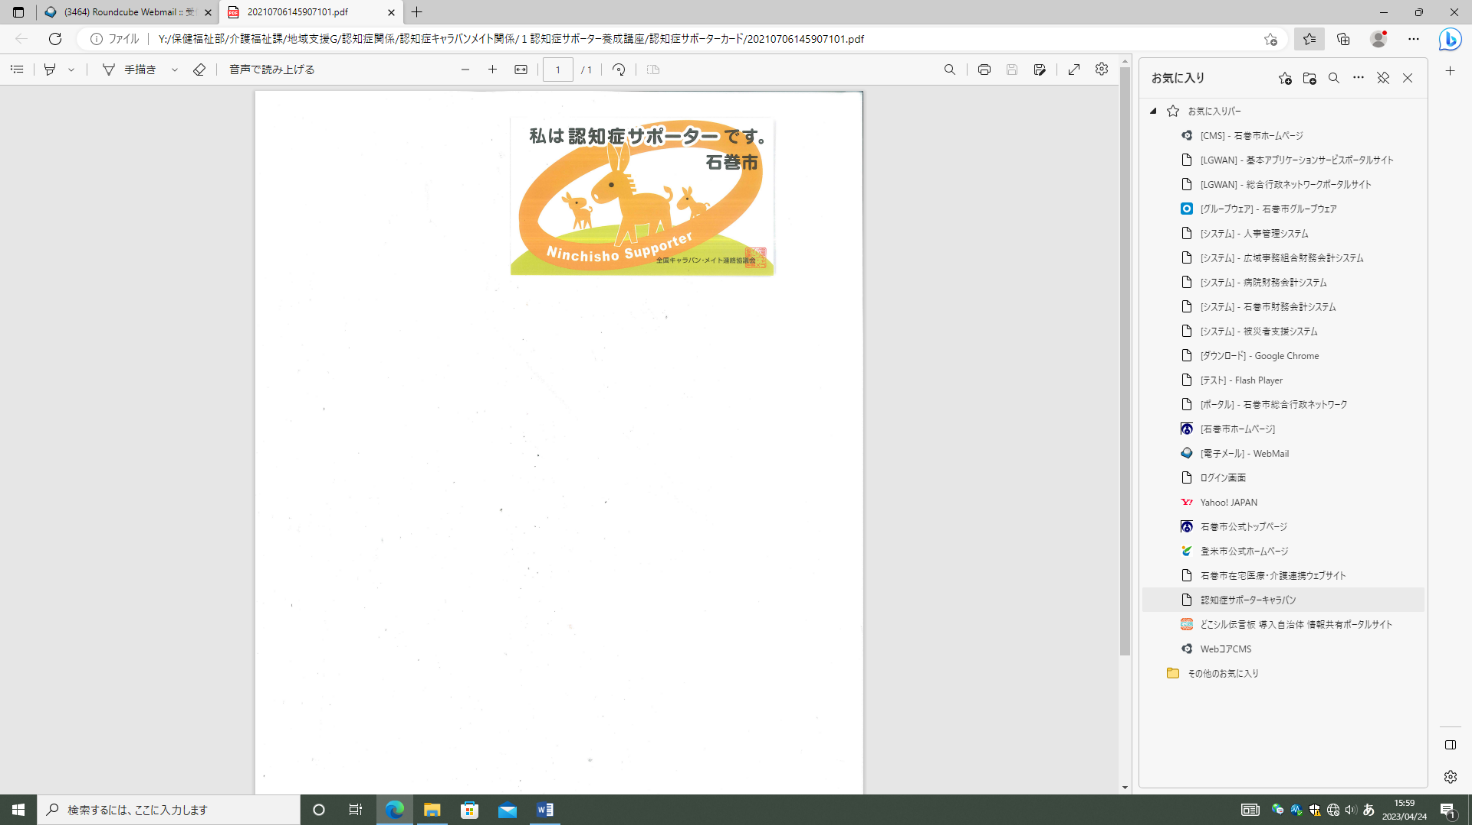 (3464) Roundcube Webmail :: 受
20210706145907101.pdf
ファイル
Y:/保健福祉部/介護福祉課/地域支援G/認知症関係/認知症キャラバンメイト関係/１認知症サポーター養成講座/認知症サポーターカード/20210706145907101.pdf
手描き
音声で読み上げる
1
/ 1
お気に入り
私は認知症サポーターです。
石巻市
Ninchisho Supporter
全国キャラバン・メイト連絡協議会
お気に入りバー
[CMS] - 石巻市ホームページ
[LGWAN] - 基本アプリケーションサービスポータルサイト
[LGWAN] - 総合行政ネットワークポータルサイト
[グループウェア] - 石巻市グループウェア
[システム] - 人事管理システム
[システム] - 広域事務組合財務会計システム
[システム] - 病院財務会計システム
[システム] - 石巻市財務会計システム
[システム] - 被災者支援システム
[ダウンロード] - Google Chrome
[テスト] - Flash Player
[ポータル] - 石巻市総合行政ネットワーク
[石巻市ホームページ]
[電子メール] - WebMail
ログイン画面
Yahoo! JAPAN
石巻市公式トップページ
登米市公式ホームページ
石巻市在宅医療・介護連携ウェブサイト
認知症サポーターキャラバン
どこシル伝言板 導入自治体 情報共有ポータルサイト
WebコアCMS
その他のお気に入り
検索するには、ここに入力します
あ
15:59
2023/04/24
1